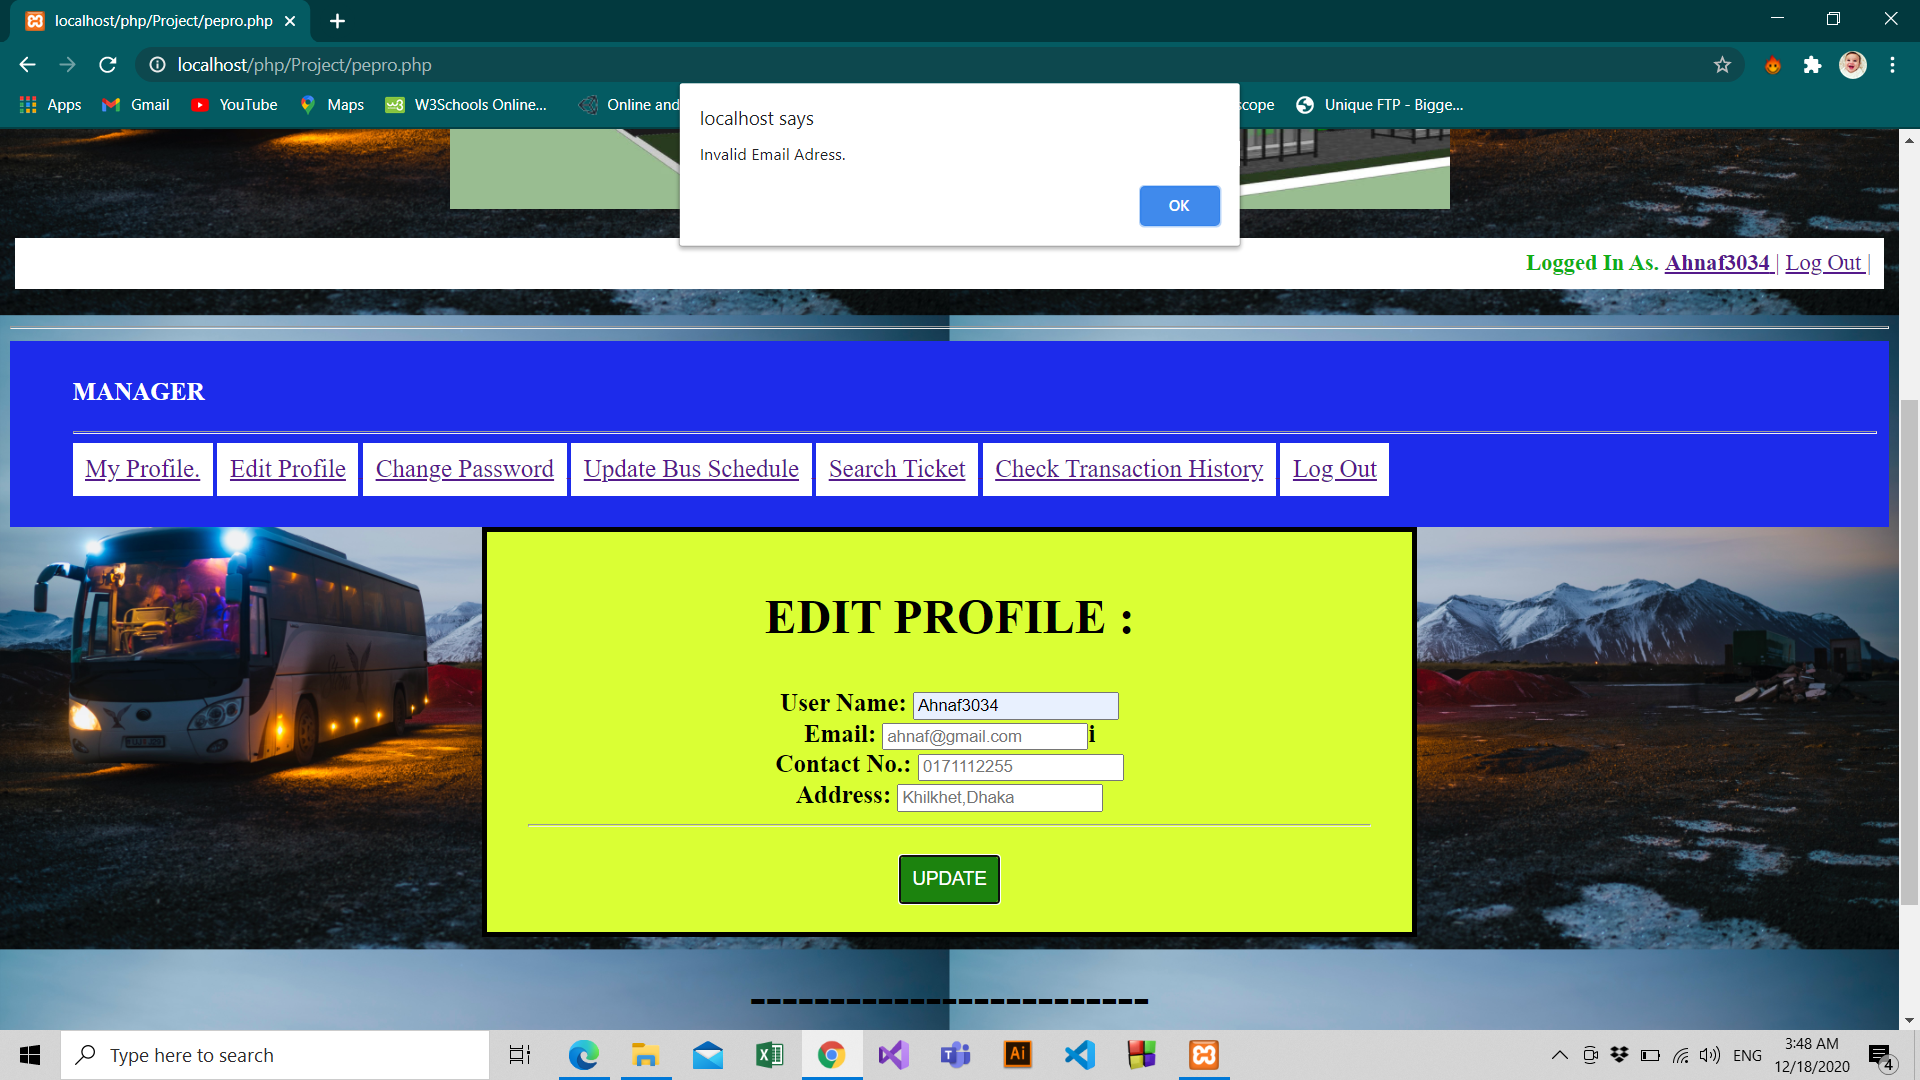 localhost/php/Project/pepro.php
localhost/php/Project/pepro.php
Apps Gmail YouTube Maps W3Schools Online... Online and scope Unique FTP - Bigge...
localhost says
Invalid Email Adress.
OK
Logged In As. Ahnaf3034 | Log Out |
MANAGER
My Profile. Edit Profile Change Password Update Bus Schedule Search Ticket Check Transaction History Log Out
EDIT PROFILE :
User Name: Ahnaf3034
Email: ahnaf@gmail.com i
Contact No.: 0171112255
Address: Khilkhet,Dhaka
UPDATE
-------------------------
Type here to search
Ai
ENG
3:48 AM
12/18/2020
4